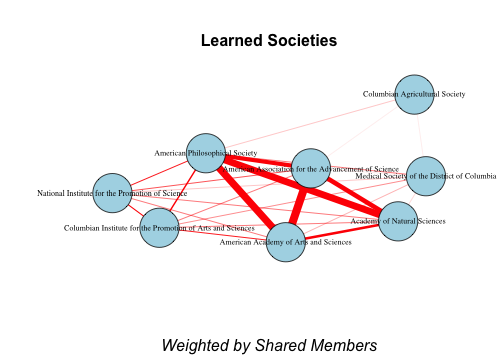 Learned Societies
Columbian Agricultural Society
American Philosophical Society
American Association for the Advancement of Science
Medical Society of the District of Columbia
National Institute for the Promotion of Science
Academy of Natural Sciences
Columbian Institute for the Promotion of Arts and Sciences
American Academy of Arts and Sciences
Weighted by Shared Members